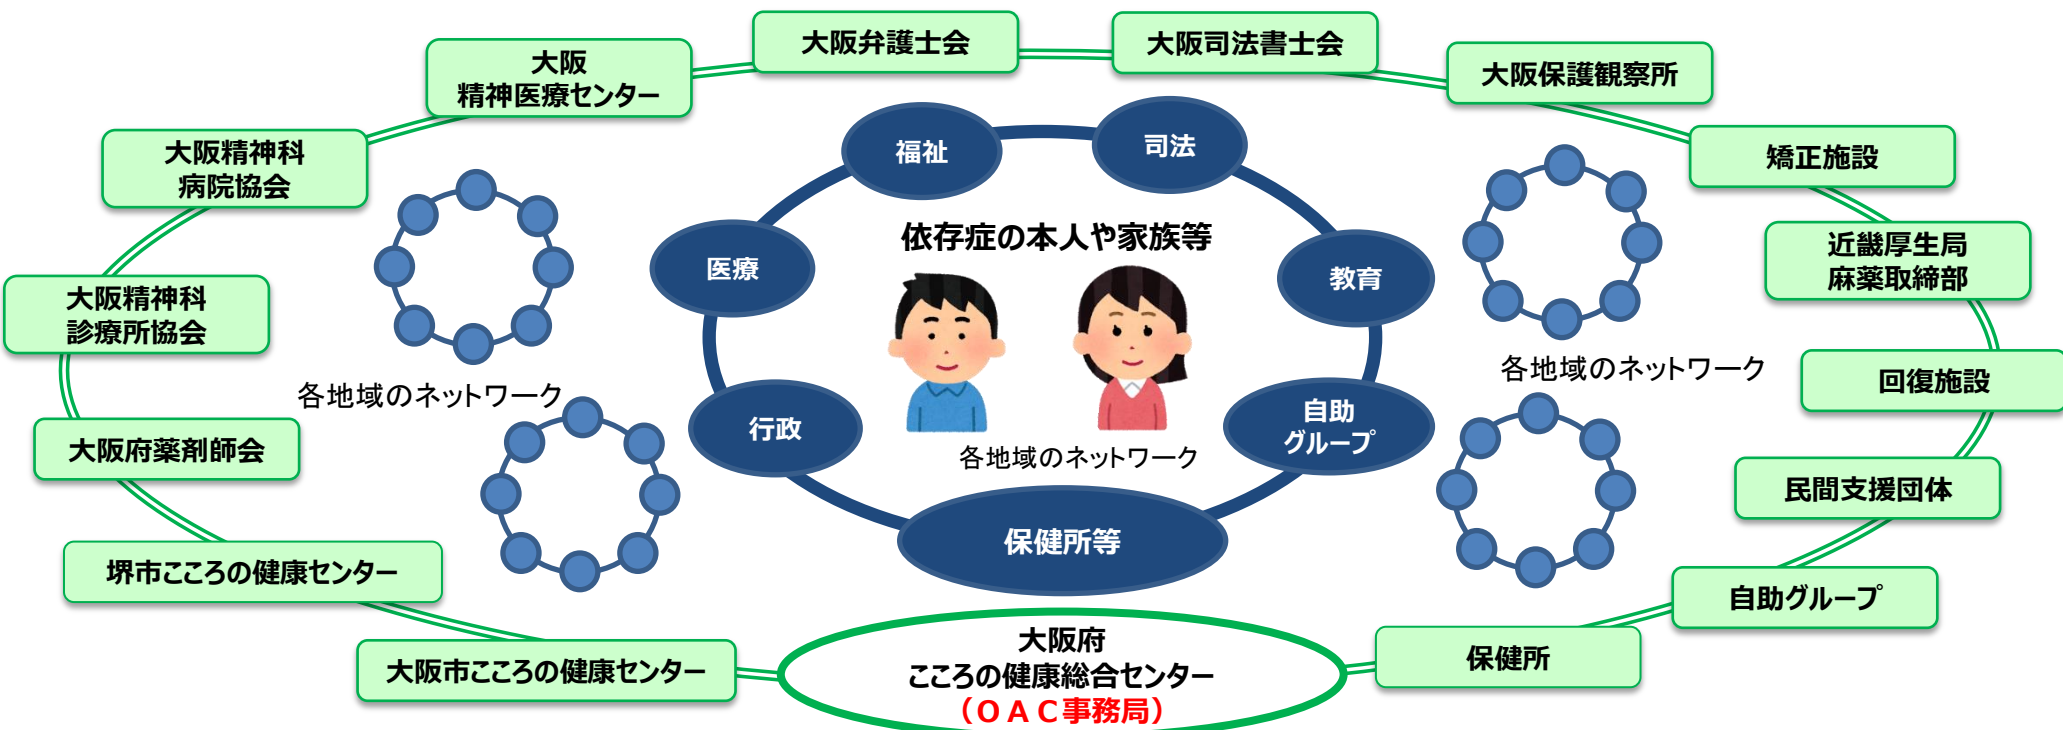 大阪弁護士会
大阪司法書士会
大阪
精神医療センター
大阪保護観察所
大阪精神科
病院協会
福祉
司法
矯正施設
依存症の本人や家族等
近畿厚生局
麻薬取締部
医療
教育
大阪精神科
診療所協会
各地域のネットワーク
各地域のネットワーク
回復施設
大阪府薬剤師会
行政
自助
グループ
各地域のネットワーク
民間支援団体
保健所等
堺市こころの健康センター
自助グループ
大阪市こころの健康センター
大阪府
こころの健康総合センター
（ＯＡＣ事務局）
保健所